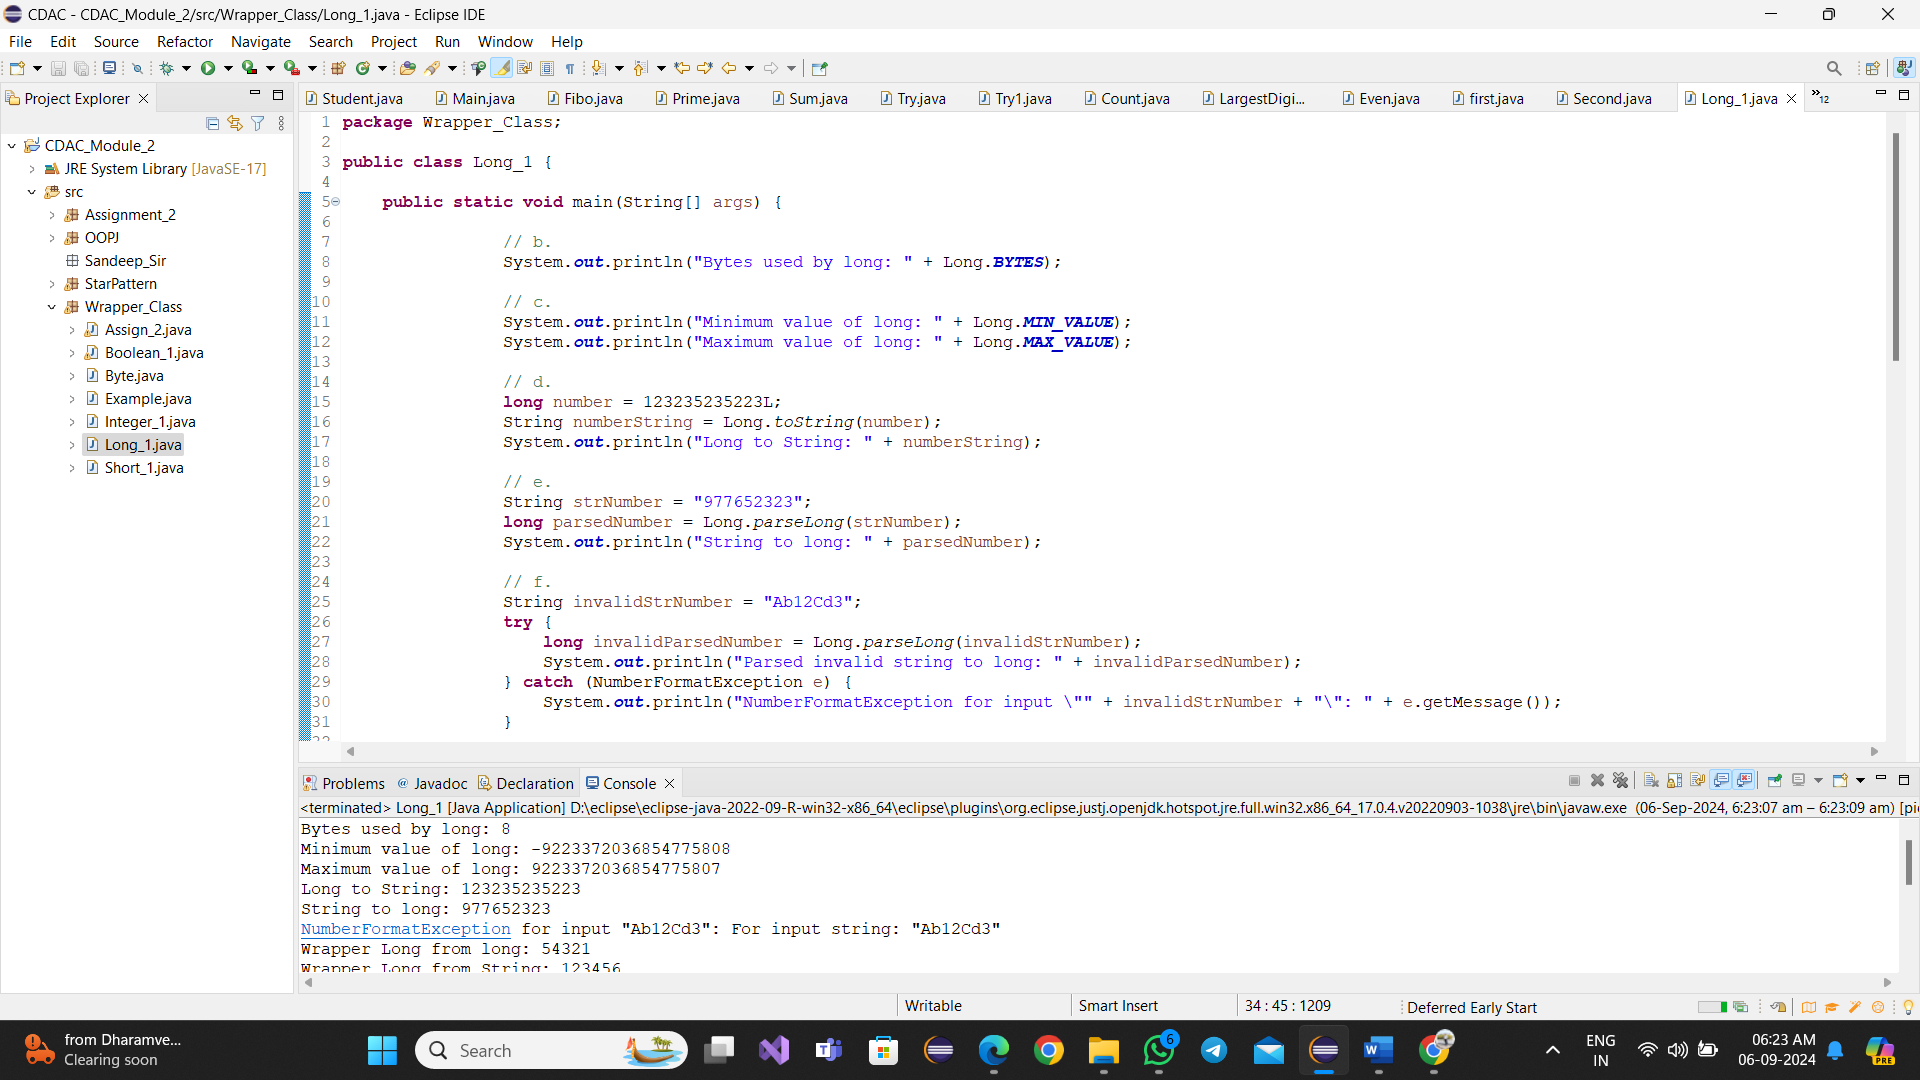 CDAC - CDAC_Module_2/src/Wrapper_Class/Long_1.java - Eclipse IDE
File Edit Source Refactor Navigate Search Project Run Window Help
Project Explorer
Student.java Main.java Fibo.java Prime.java Sum.java Try.java Try1.java Count.java LargestDigi... Even.java first.java Second.java Long_1.java »12
CDAC_Module_2
JRE System Library [JavaSE-17]
src
Assignment_2
OOPJ
Sandeep_Sir
StarPattern
Wrapper_Class
Assign_2.java
Boolean_1.java
Byte.java
Example.java
Integer_1.java
Long_1.java
Short_1.java
1 package Wrapper_Class;
2
3 public class Long_1 {
4
5 public static void main(String[] args) {
6
7 // b.
8 System.out.println("Bytes used by long: " + Long.BYTES);
9
10 // c.
11 System.out.println("Minimum value of long: " + Long.MIN_VALUE);
12 System.out.println("Maximum value of long: " + Long.MAX_VALUE);
13
14 // d.
15 long number = 123235235223L;
16 String numberString = Long.toString(number);
17 System.out.println("Long to String: " + numberString);
18
19 // e.
20 String strNumber = "977652323";
21 long parsedNumber = Long.parseLong(strNumber);
22 System.out.println("String to long: " + parsedNumber);
23
24 // f.
25 String invalidStrNumber = "Ab12Cd3";
26 try {
27 long invalidParsedNumber = Long.parseLong(invalidStrNumber);
28 System.out.println("Parsed invalid string to long: " + invalidParsedNumber);
29 } catch (NumberFormatException e) {
30 System.out.println("NumberFormatException for input \"" + invalidStrNumber + "\": " + e.getMessage());
31 }
32
Problems @ Javadoc Declaration Console
<terminated> Long_1 [Java Application] D:\eclipse\eclipse-java-2022-09-R-win32-x86_64\eclipse\plugins\org.eclipse.justj.openjdk.hotspot.jre.full.win32.x86_64_17.0.4.v20220903-1038\jre\bin\javaw.exe (06-Sep-2024, 6:23:07 am – 6:23:09 am) [pi
Bytes used by long: 8
Minimum value of long: -9223372036854775808
Maximum value of long: 9223372036854775807
Long to String: 123235235223
String to long: 977652323
NumberFormatException for input "Ab12Cd3": For input string: "Ab12Cd3"
Wrapper Long from long: 54321
Wrapper Long from String: 123456
Writable Smart Insert 34 : 45 : 1209 Deferred Early Start
from Dharamve...
Clearing soon
Search
6
ENG
IN
06:23 AM
06-09-2024
PRE